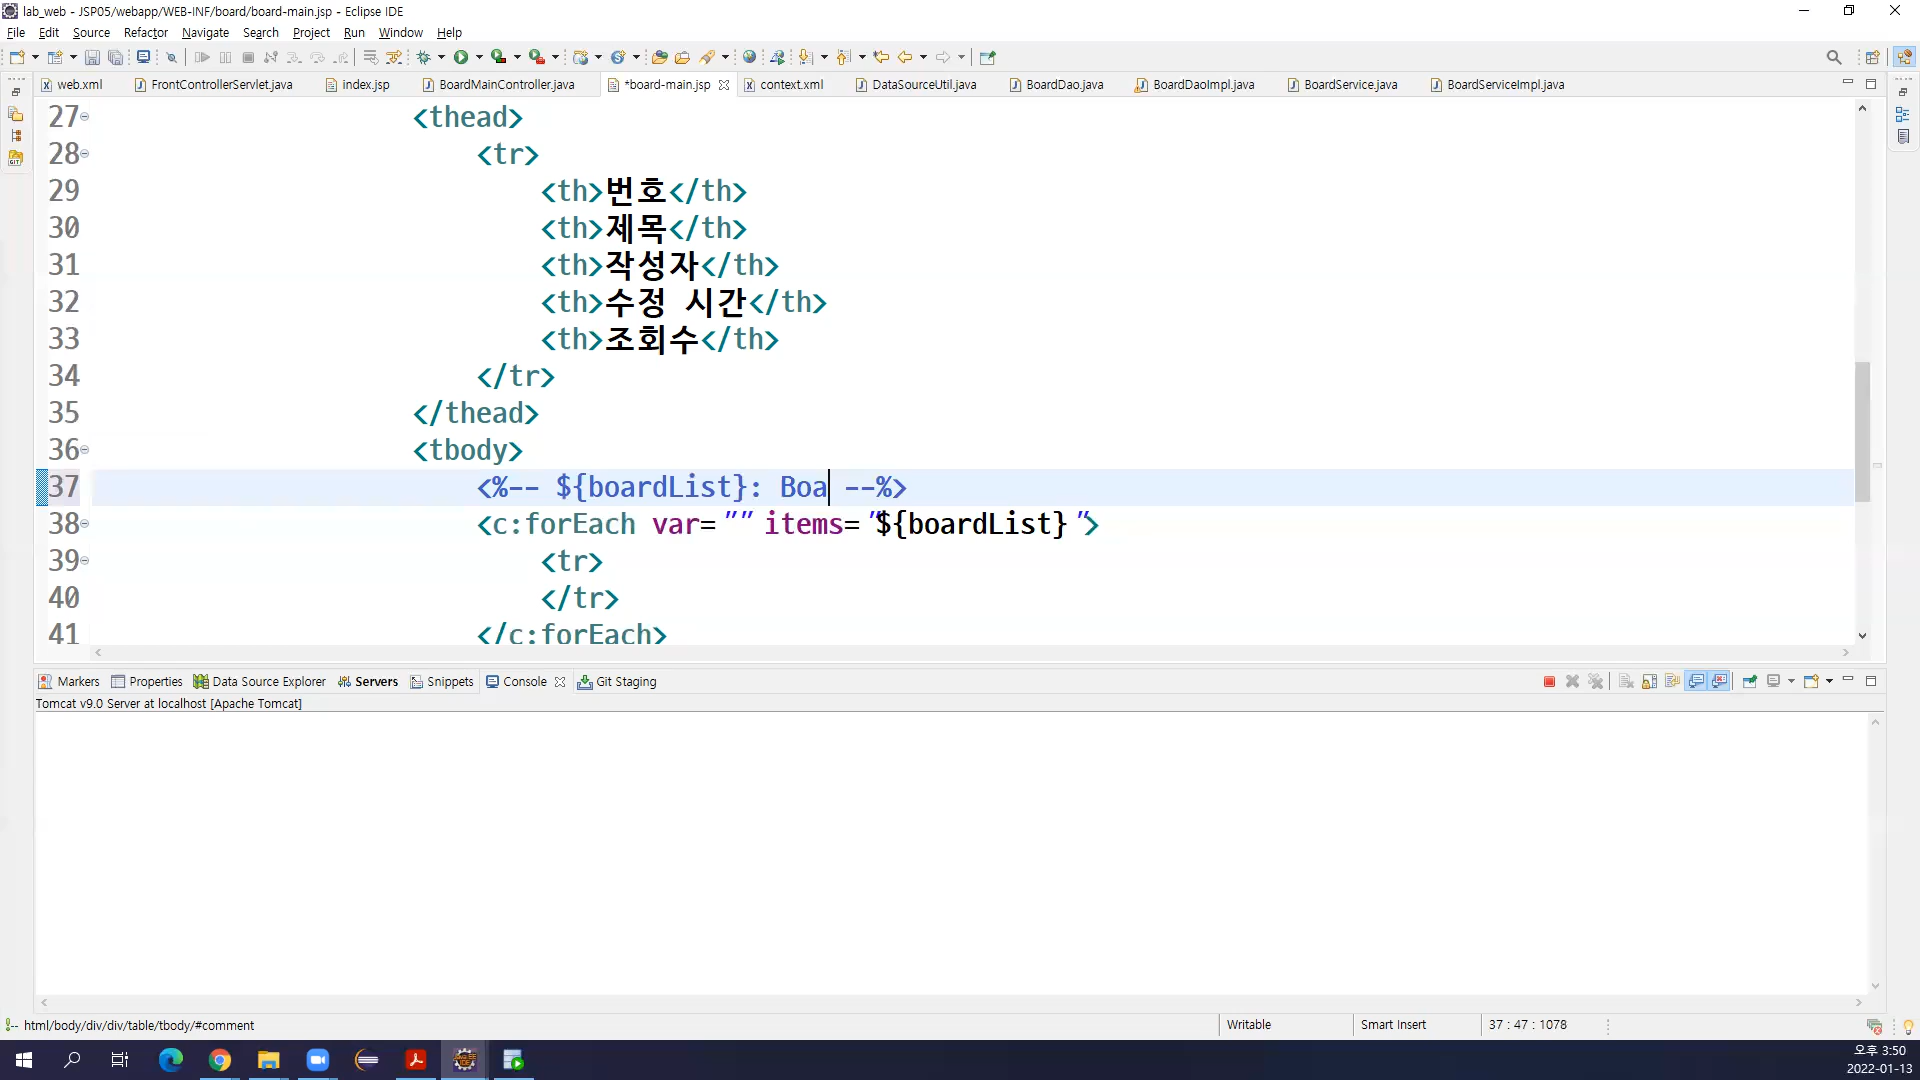 lab_web - JSP05/webapp/WEB-INF/board/board-main.jsp - Eclipse IDE
File Edit Source Refactor Navigate Search Project Run Window Help
web.xml FrontControllerServlet.java index.jsp BoardMainController.java *board-main.jsp context.xml DataSourceUtil.java BoardDao.java BoardDaoImpl.java BoardService.java BoardServiceImpl.java
27 <thead>
28 <tr>
29 <th>번호</th>
30 <th>제목</th>
31 <th>작성자</th>
32 <th>수정 시간</th>
33 <th>조회수</th>
34 </tr>
35 </thead>
36 <tbody>
37 <%-- ${boardList}: Boa --%>
38 <c:forEach var="" items="${boardList}">
39 <tr>
40 </tr>
41 </c:forEach>
Markers Properties Data Source Explorer Servers Snippets Console Git Staging
Tomcat v9.0 Server at localhost [Apache Tomcat]
html/body/div/div/table/tbody/#comment Writable Smart Insert 37 : 47 : 1078
오후 3:50
2022-01-13